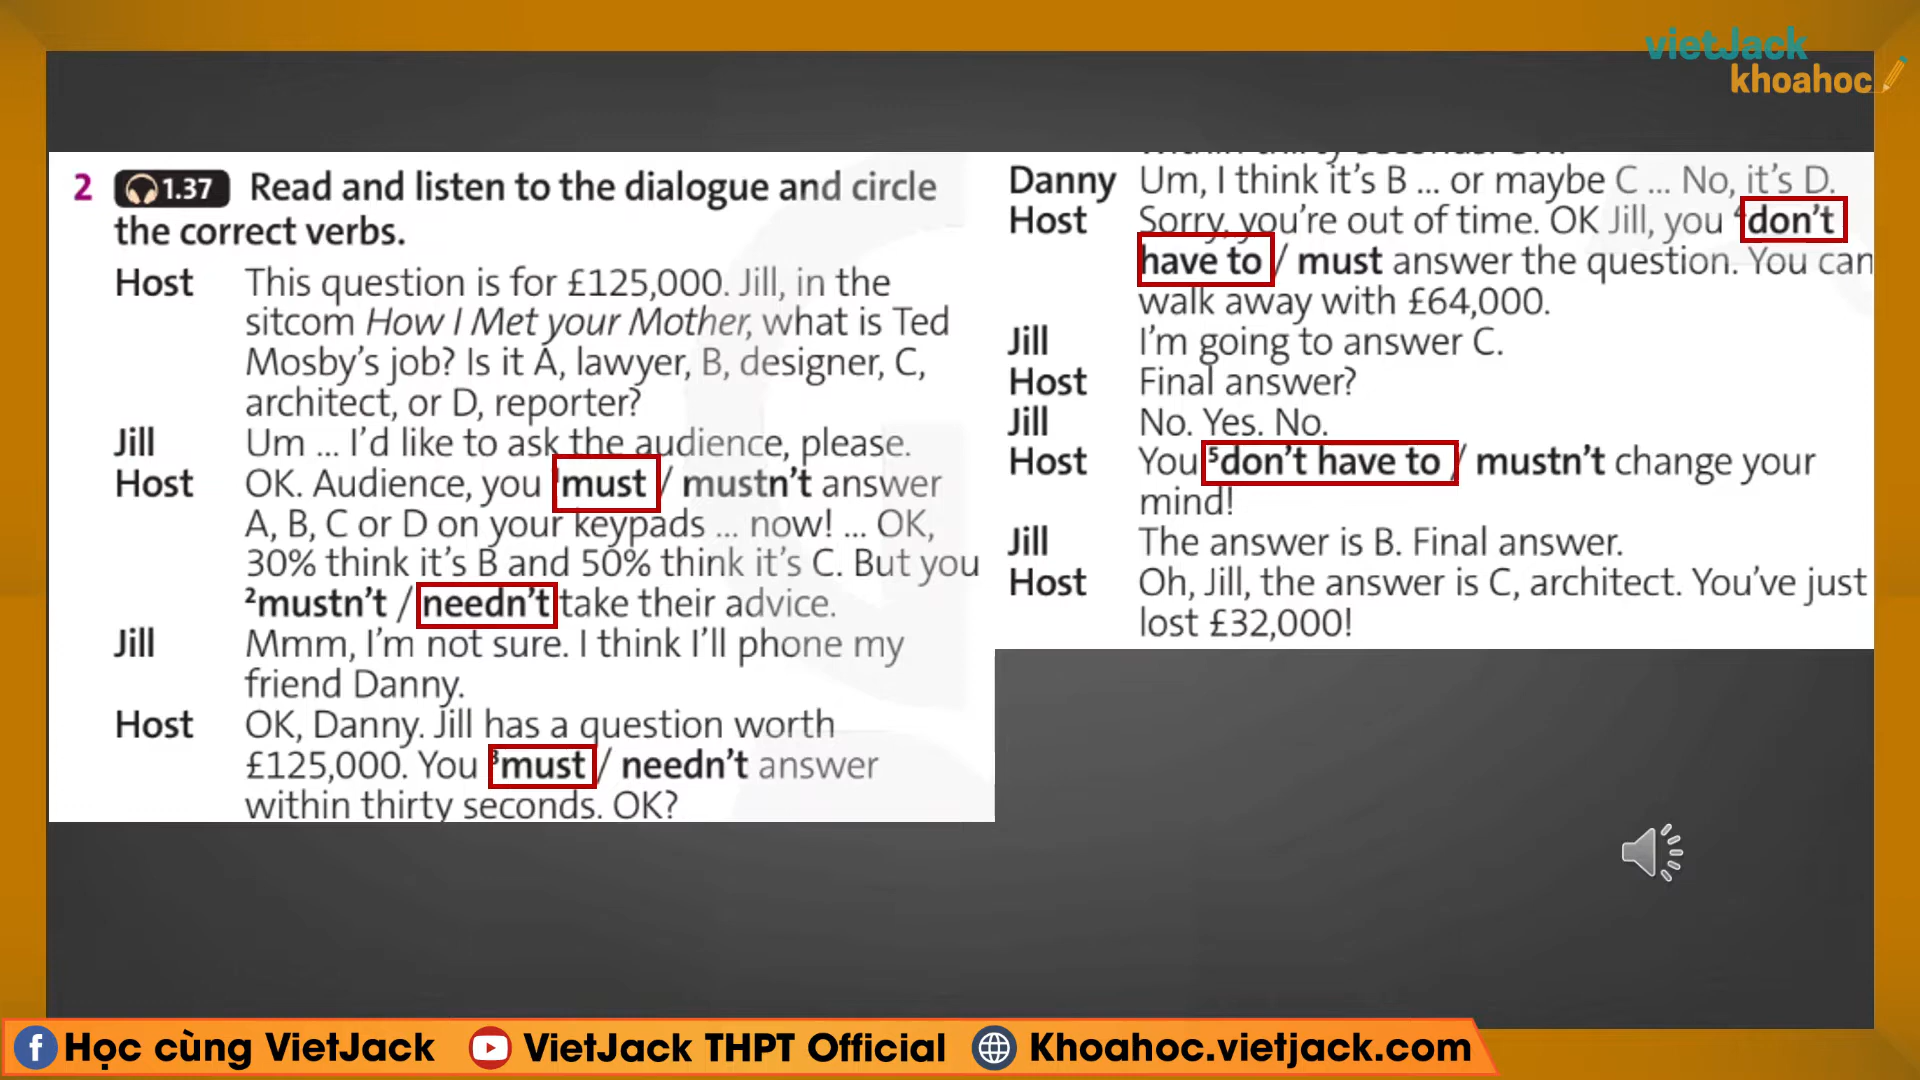 vietJack
khoahoc
2 1.37 Read and listen to the dialogue and circle
the correct verbs.
Host This question is for £125,000. Jill, in the
sitcom How I Met your Mother, what is Ted
Mosby's job? Is it A, lawyer, B, designer, C,
architect, or D, reporter?
Jill Um ... I'd like to ask the audience, please.
Host OK. Audience, you must / mustn't answer
A, B, C or D on your keypads ... now! ... OK,
30% think it's B and 50% think it's C. But you
²mustn't / needn't take their advice.
Jill Mmm, I'm not sure. I think I'll phone my
friend Danny.
Host OK, Danny. Jill has a question worth
£125,000. You ³must / needn't answer
within thirty seconds. OK?
Danny Um, I think it's B ... or maybe C ... No, it's D.
Host Sorry, you're out of time. OK Jill, you ⁴don't
have to / must answer the question. You can
walk away with £64,000.
Jill I'm going to answer C.
Host Final answer?
Jill No. Yes. No.
Host You ⁵don't have to / mustn't change your
mind!
Jill The answer is B. Final answer.
Host Oh, Jill, the answer is C, architect. You've just
lost £32,000!
Học cùng VietJack VietJack THPT Official Khoahoc.vietjack.com